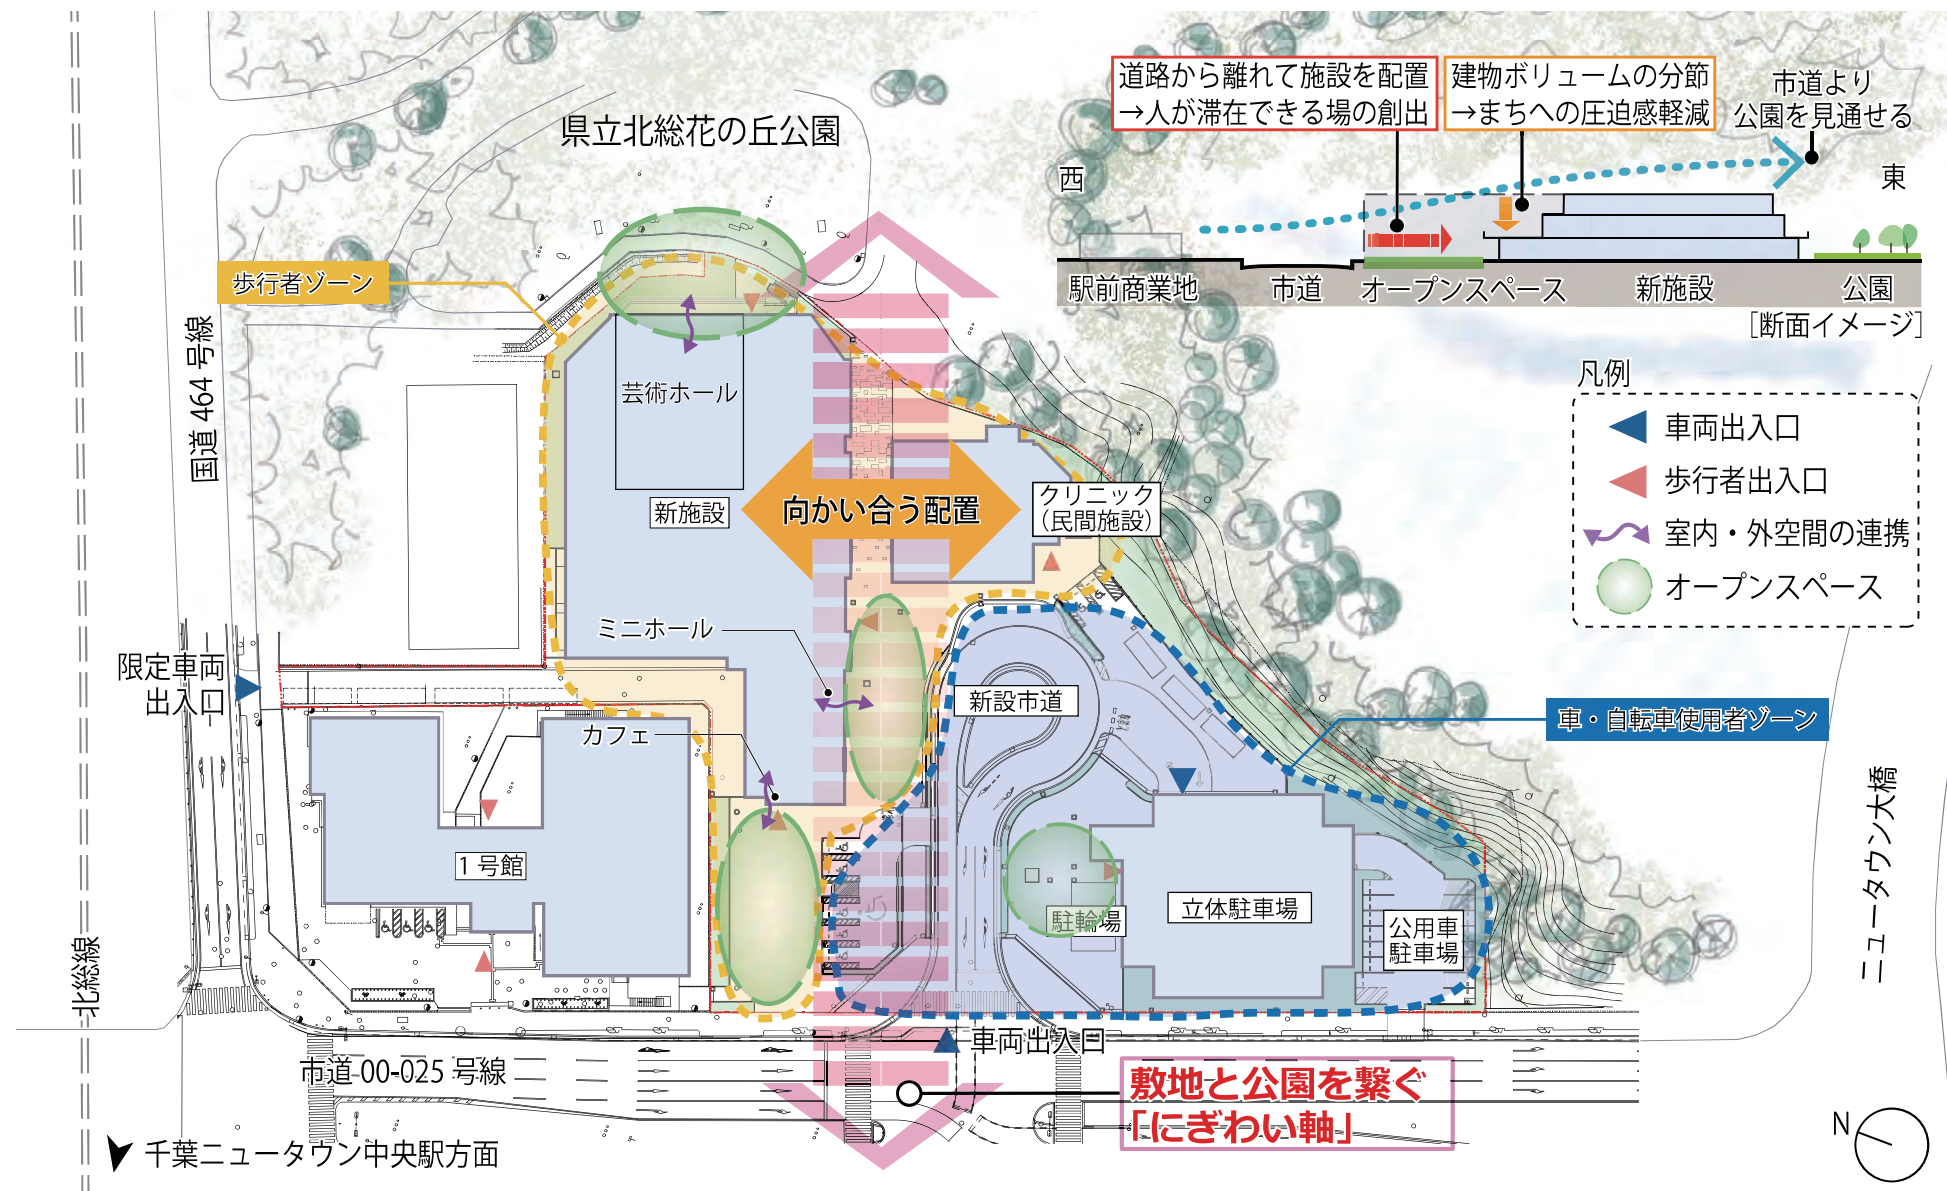 県立北総花の丘公園
道路から離れて施設を配置
→人が滞在できる場の創出
建物ボリュームの分節
→まちへの圧迫感軽減
市道より
公園を見通せる
西
東
駅前商業地
市道
オープンスペース
新施設
公園
［断面イメージ］
凡例
車両出入口
歩行者出入口
室内・外空間の連携
オープンスペース
歩行者ゾーン
国道 464 号線
芸術ホール
新施設
向かい合う配置
クリニック
（民間施設）
ミニホール
限定車両
出入口
新設市道
車・自転車使用者ゾーン
カフェ
1 号館
駐輪場
立体駐車場
公用車
駐車場
ニュータウン大橋
北総線
車両出入口
市道 00-025 号線
敷地と公園を繋ぐ
「にぎわい軸」
千葉ニュータウン中央駅方面
N